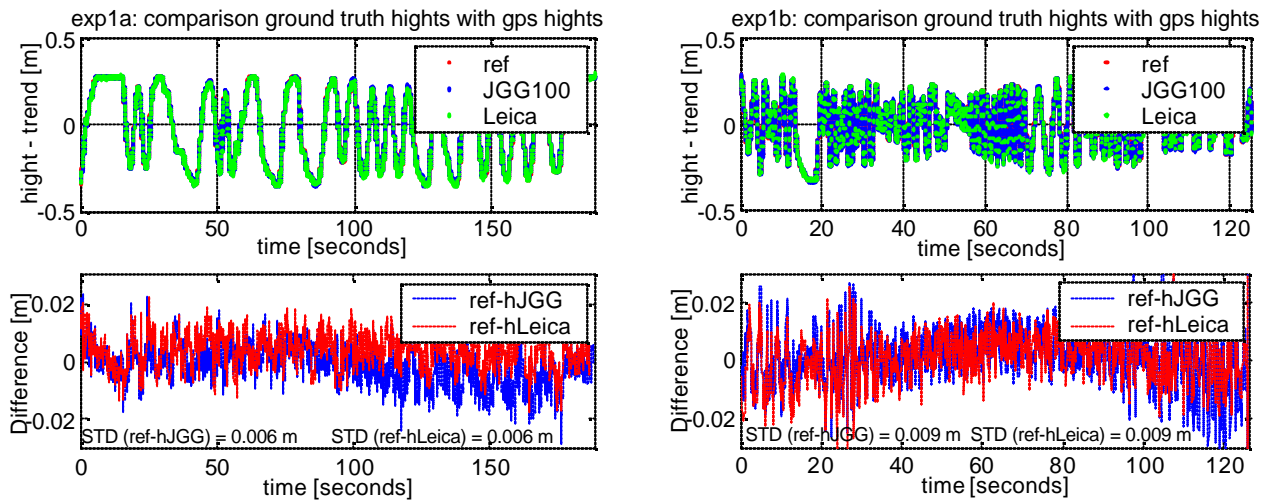 exp1a: comparison ground truth hights with gps hights
0.5
0
-0.5
hight - trend [m]
ref
JGG100
Leica
0
50
100
150
time [seconds]
exp1b: comparison ground truth hights with gps hights
0.5
0
-0.5
hight - trend [m]
ref
JGG100
Leica
0
20
40
60
80
100
120
time [seconds]
0.02
0
-0.02
Difference [m]
ref-hJGG
ref-hLeica
STD (ref-hJGG) = 0.006 m
STD (ref-hLeica) = 0.006 m
0
50
100
150
time [seconds]
0.02
0
-0.02
Difference [m]
ref-hJGG
ref-hLeica
STD (ref-hJGG) = 0.009 m
STD (ref-hLeica) = 0.009 m
0
20
40
60
80
100
120
time [seconds]